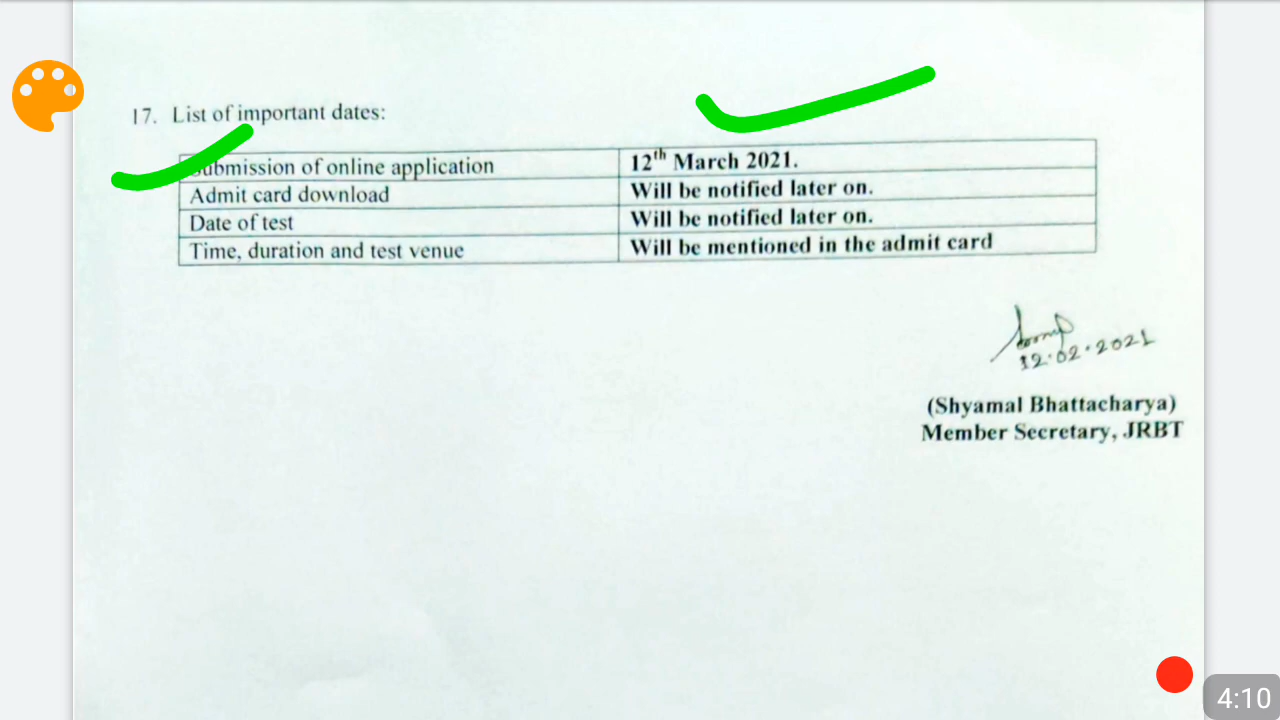 17. List of important dates:
Submission of online application 12th March 2021.
Admit card download Will be notified later on.
Date of test Will be notified later on.
Time, duration and test venue Will be mentioned in the admit card
12.02.2021
(Shyamal Bhattacharya)
Member Secretary, JRBT
4:10